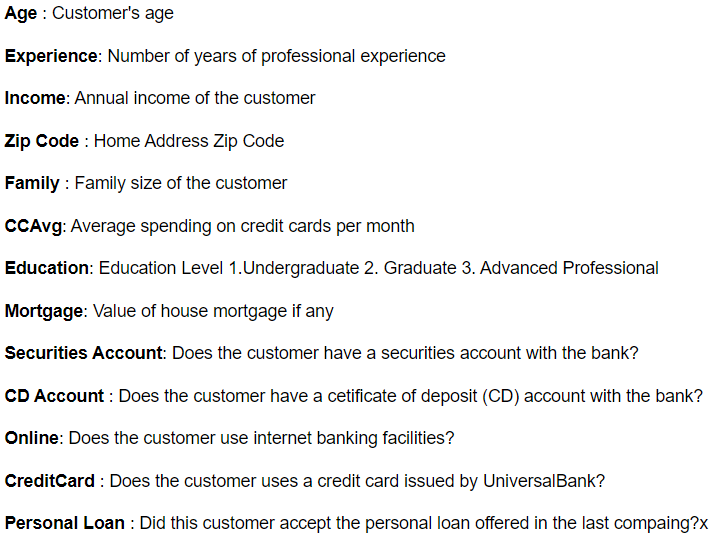 Age : Customer's age
Experience: Number of years of professional experience
Income: Annual income of the customer
Zip Code : Home Address Zip Code
Family : Family size of the customer
CCAvg: Average spending on credit cards per month
Education: Education Level 1.Undergraduate 2. Graduate 3. Advanced Professional
Mortgage: Value of house mortgage if any
Securities Account: Does the customer have a securities account with the bank?
CD Account : Does the customer have a cetificate of deposit (CD) account with the bank?
Online: Does the customer use internet banking facilities?
CreditCard : Does the customer uses a credit card issued by UniversalBank?
Personal Loan : Did this customer accept the personal loan offered in the last compaing?x